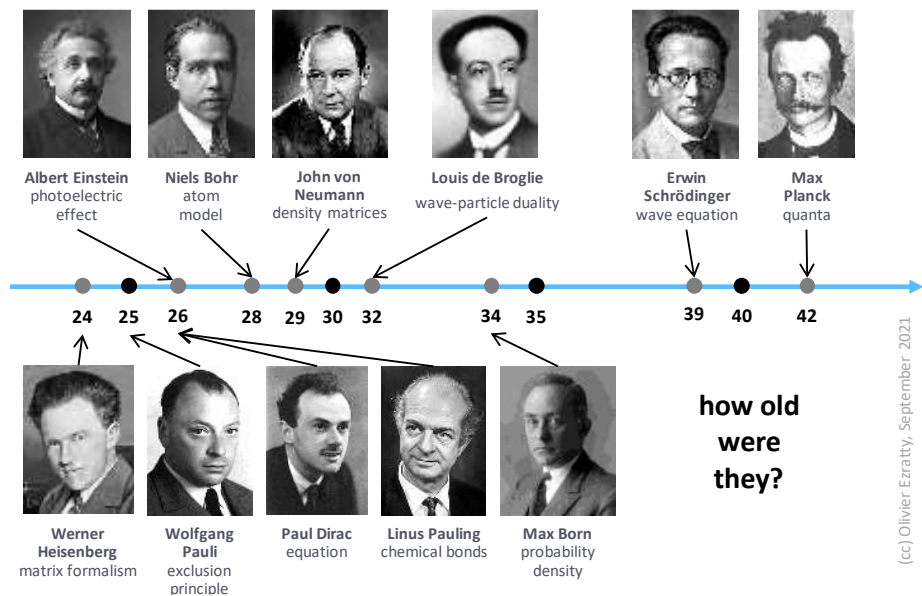 Albert Einstein
photoelectric
effect
Niels Bohr
atom
model
John von
Neumann
density matrices
Louis de Broglie
wave-particle duality
Erwin
Schrödinger
wave equation
Max
Planck
quanta
24 25 26 28 29 30 32 34 35 39 40 42
Werner
Heisenberg
matrix formalism
Wolfgang
Pauli
exclusion
principle
Paul Dirac
equation
Linus Pauling
chemical bonds
Max Born
probability
density
how old
were
they?
(cc) Olivier Ezratty, September 2021